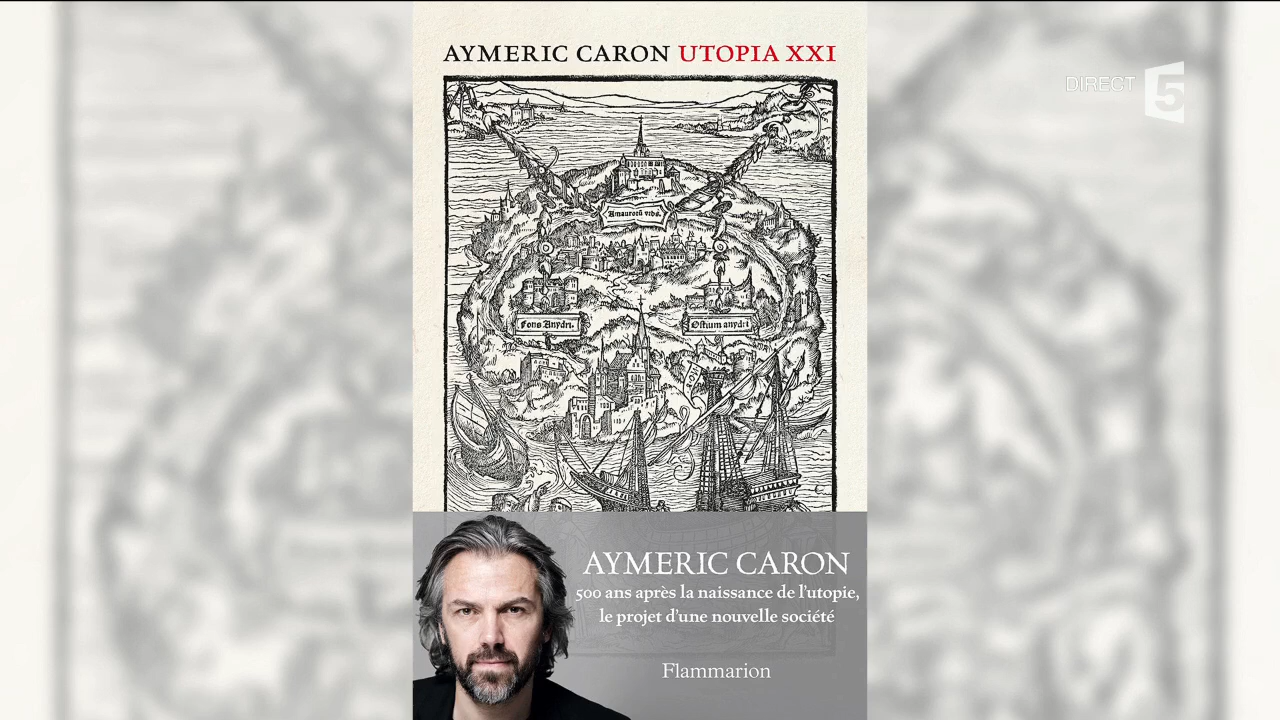 AYMERIC CARON UTOPIA XXI
DIRECT 5
Amaurotū vrbs.
Fons Anydri.
Ostium anydri
AYMERIC CARON
500 ans après la naissance de l'utopie,
le projet d'une nouvelle société
Flammarion